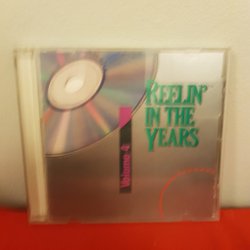 REELIN'
IN THE
YEARS
Volume 4